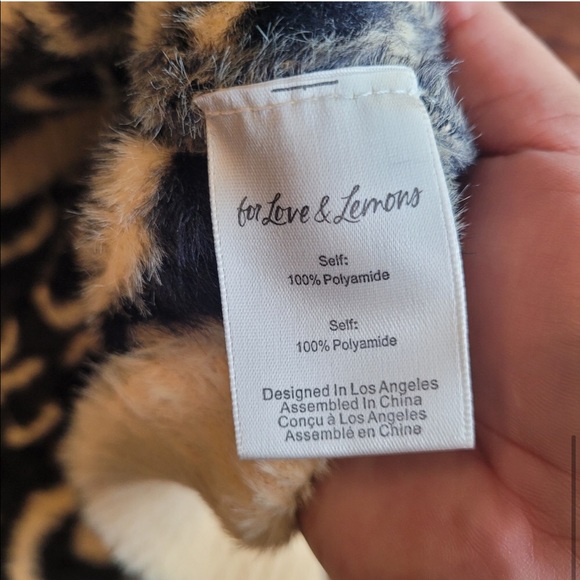 for Love & Lemons
Self:
100% Polyamide
Self:
100% Polyamide
Designed In Los Angeles
Assembled In China
Conçu à Los Angeles
Assemblé en Chine